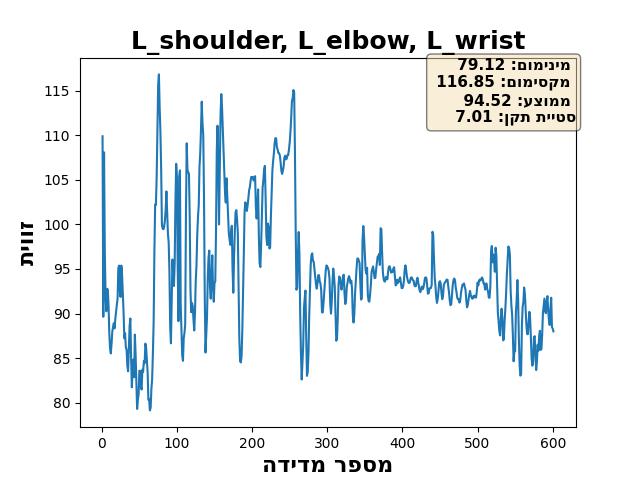 L_shoulder, L_elbow, L_wrist
מינימום: 79.12
מקסימום: 116.85
ממוצע: 94.52
סטיית תקן: 7.01
זווית
115
110
105
100
95
90
85
80
0 100 200 300 400 500 600
מספר מדידה